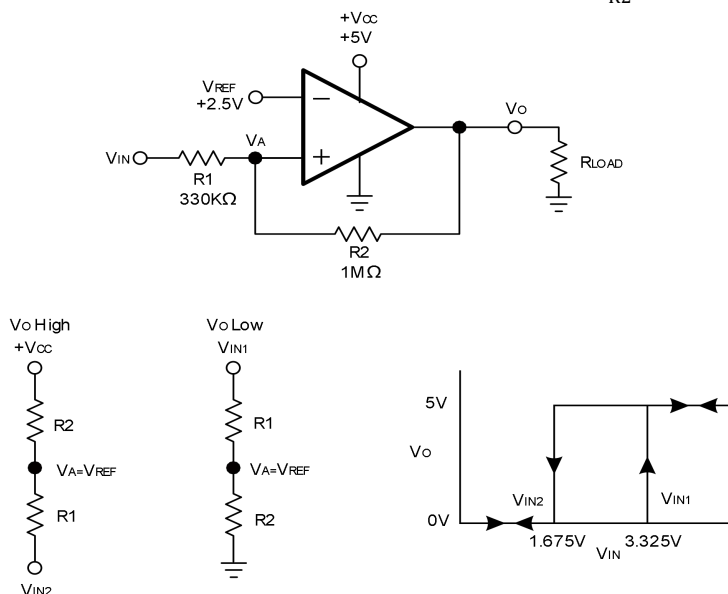 R2
+VCC
+5V
VREF
+2.5V
−
VO
VA
VIN
+
R1
330KΩ
RLOAD
R2
1MΩ
VO High
+VCC
R2
VA=VREF
R1
VIN2
VO Low
VIN1
R1
VA=VREF
R2
5V
VO
VIN2
VIN1
0V
1.675V
VIN
3.325V